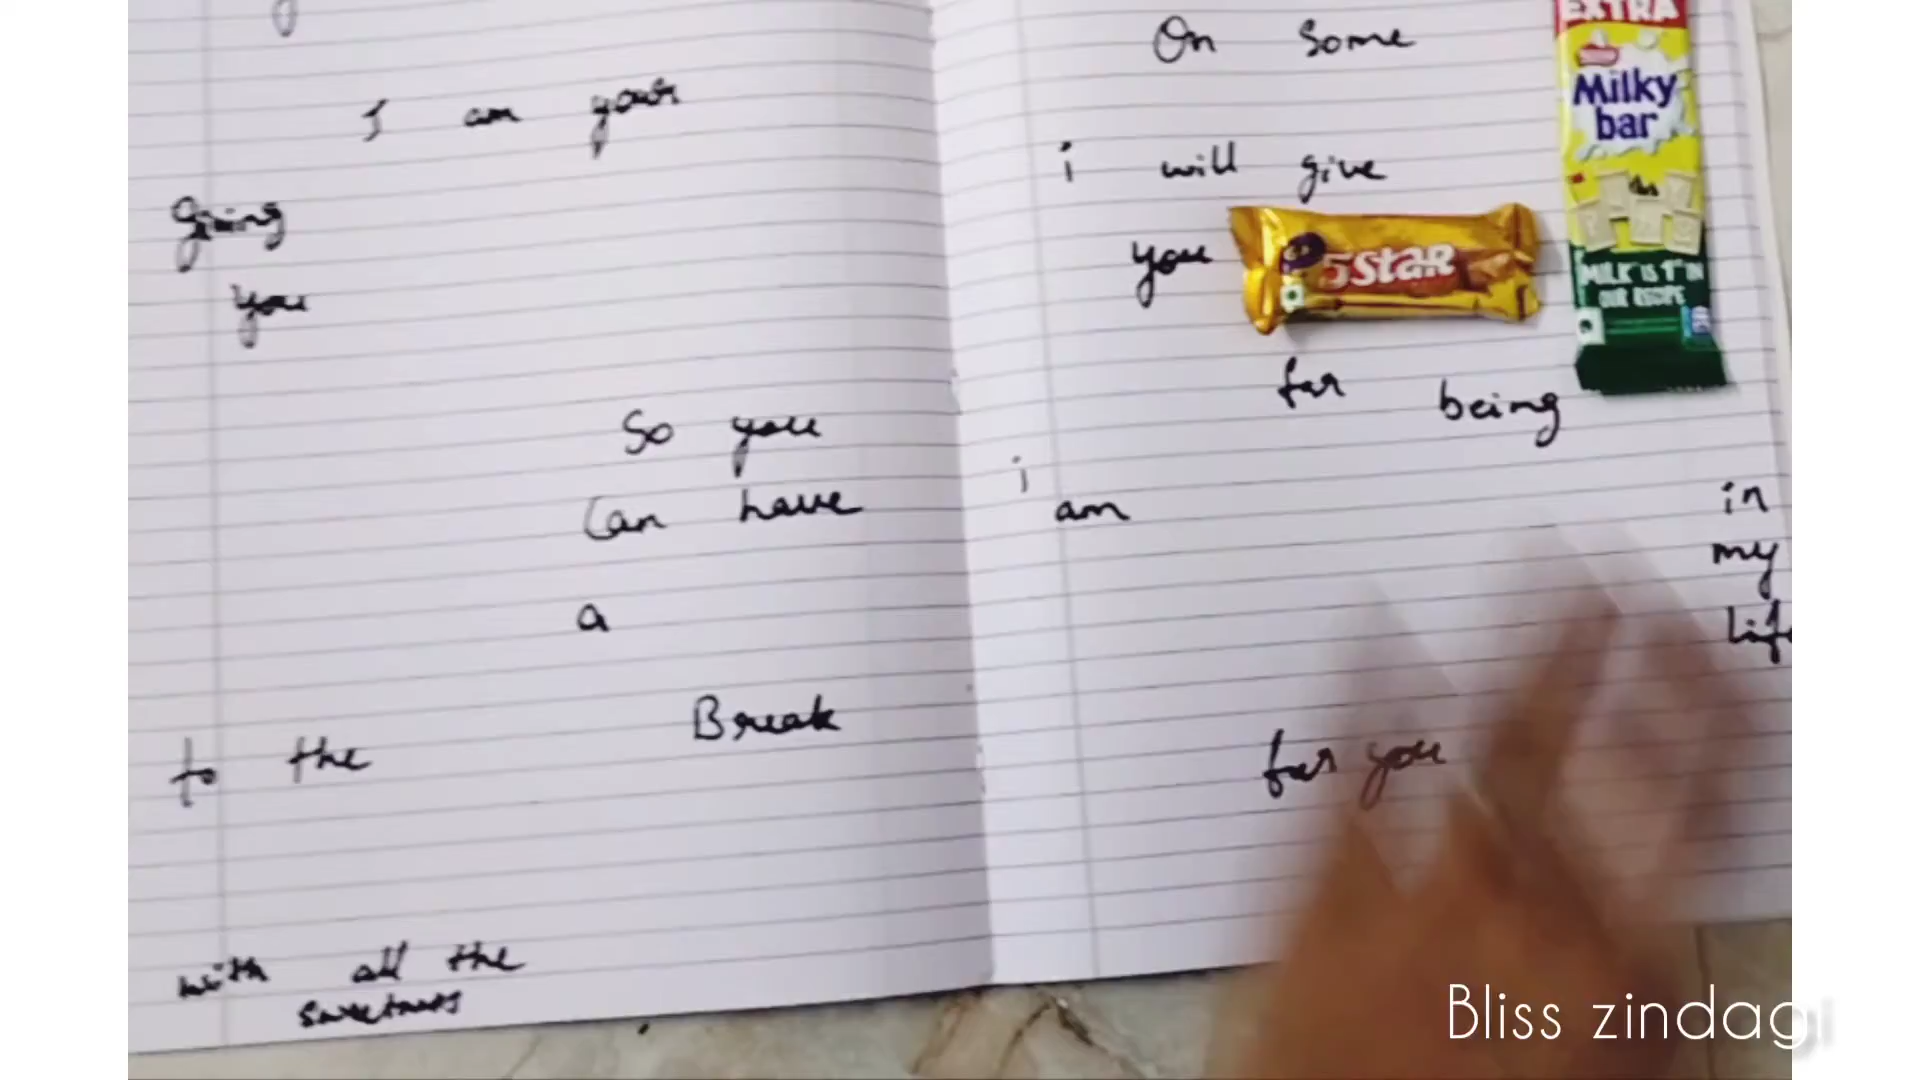 I am your
Giving
you
So you
Can have
a
Break
to the
with all the
sweetness
On Some
i will give
you 5Star
for being
i
am
in
my
life
for you
EXTRA
Milky
bar
MILK IS 1st IN
OUR RECIPE
Bliss zindagi